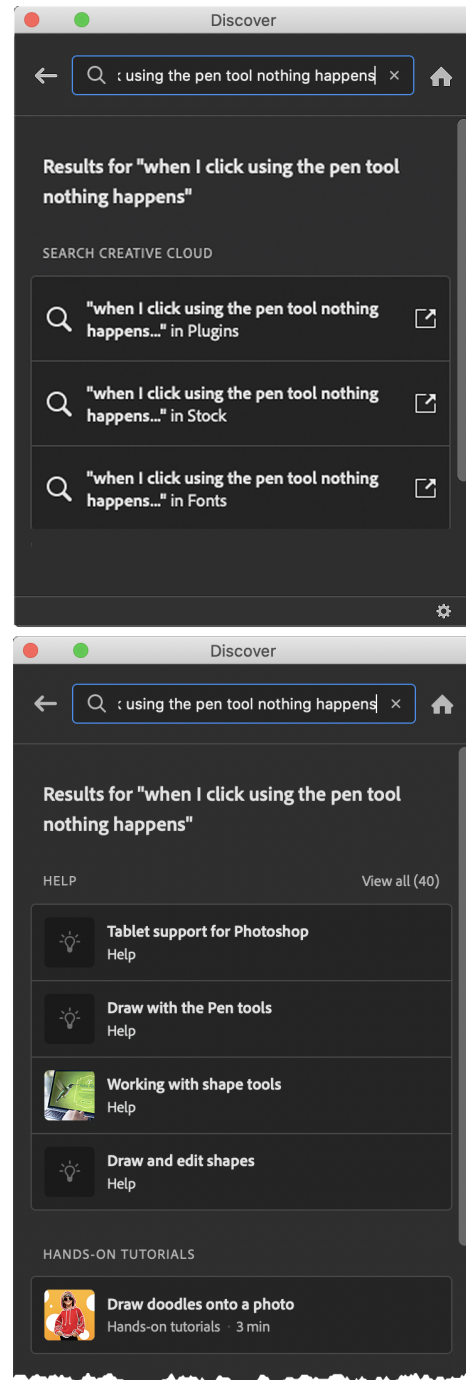 Discover
using the pen tool nothing happens ×
Results for "when I click using the pen tool
nothing happens"
SEARCH CREATIVE CLOUD
"when I click using the pen tool nothing
happens..." in Plugins
"when I click using the pen tool nothing
happens..." in Stock
"when I click using the pen tool nothing
happens..." in Fonts
Discover
using the pen tool nothing happens ×
Results for "when I click using the pen tool
nothing happens"
HELP View all (40)
Tablet support for Photoshop
Help
Draw with the Pen tools
Help
Working with shape tools
Help
Draw and edit shapes
Help
HANDS-ON TUTORIALS
Draw doodles onto a photo
Hands-on tutorials · 3 min